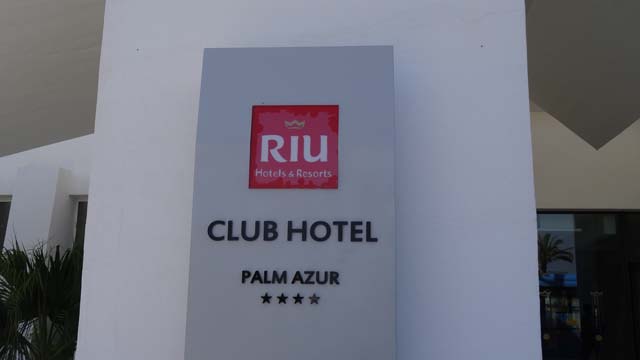 RIU
Hotels & Resorts
CLUB HOTEL
PALM AZUR
★★★★